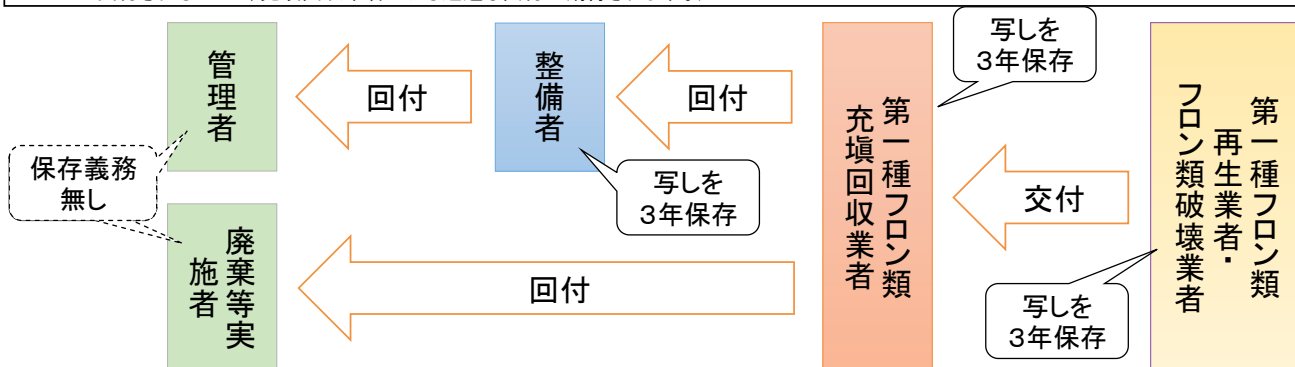 管理者
回付
整備者
回付
第一種フロン類
充塡回収業者
写しを
3年保存
第一種フロン類
再生業者・
フロン類破壊業者
保存義務
無し
写しを
3年保存
交付
廃棄等実
施者
回付
写しを
3年保存